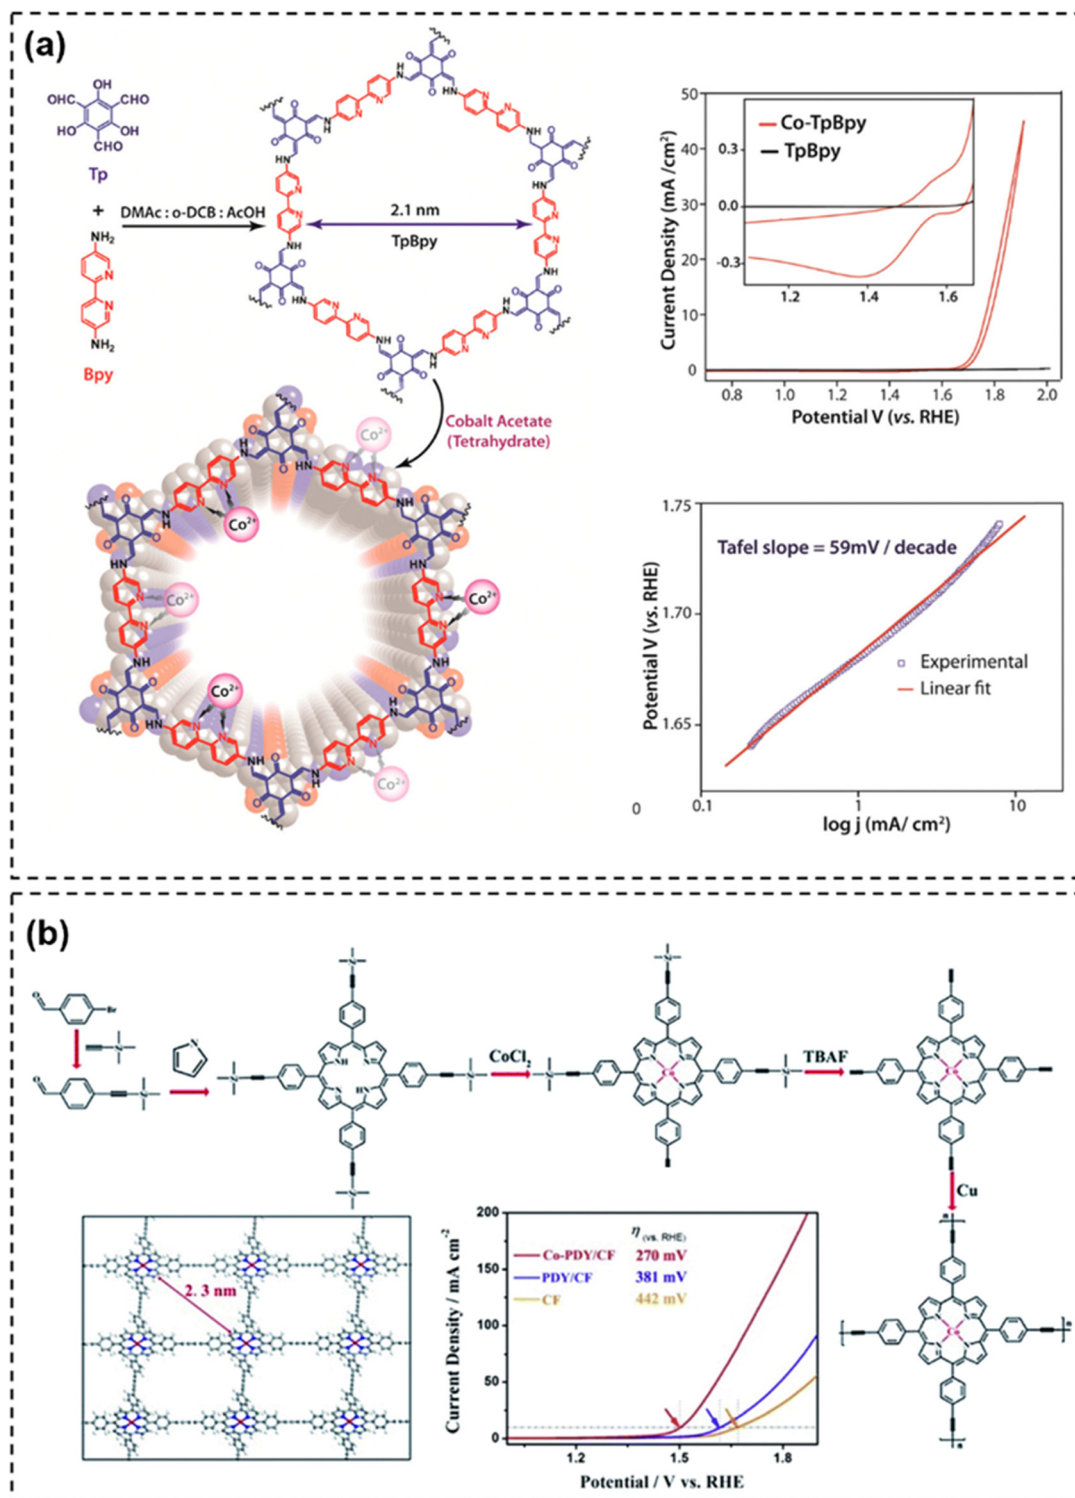 (a)
OH
OHC
CHO
HO
OH
CHO
Tp
+
DMAc : o-DCB : AcOH
NH₂
N
N
NH₂
Bpy
2.1 nm
TpBpy
Cobalt Acetate
(Tetrahydrate)
Co²⁺
Co²⁺
Co²⁺
Co²⁺
Co²⁺
Co²⁺
Current Density (mA /cm²)
50
40
30
20
10
0
0.8
1.0
1.2
1.4
1.6
1.8
2.0
Potential V (vs. RHE)
Co-TpBpy
TpBpy
0.3
0.0
-0.3
1.2
1.4
1.6
Potential V (vs. RHE)
1.75
1.70
1.65
0
0.1
1
10
log j (mA/ cm²)
Tafel slope = 59mV / decade
Experimental
Linear fit
(b)
O
Br
Si
N
O
Si
CoCl₂
TBAF
Cu
2. 3 nm
Current Density / mA cm⁻²
200
150
100
50
0
1.2
1.5
1.8
Potential / V vs. RHE
η (vs. RHE)
Co-PDY/CF 270 mV
PDY/CF 381 mV
CF 442 mV
n
n
n
n